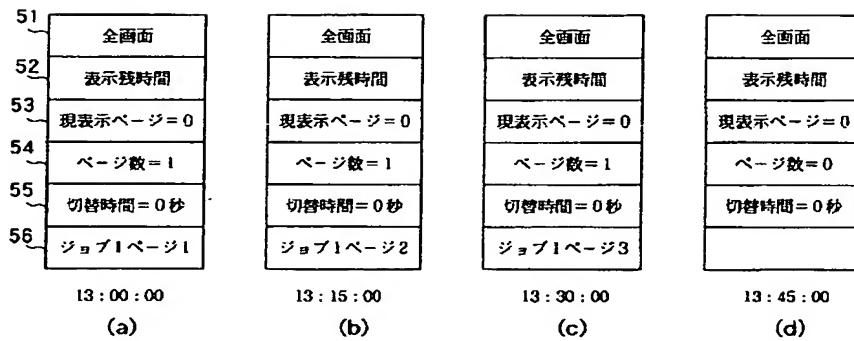 51 全画面 全画面 全画面 全画面
52 表示残時間 表示残時間 表示残時間 表示残時間
53 現表示ページ=0 現表示ページ=0 現表示ページ=0 現表示ページ=0
54 ページ数=1 ページ数=1 ページ数=1 ページ数=0
55 切替時間=0秒 切替時間=0秒 切替時間=0秒 切替時間=0秒
56 ジョブ1ページ1 ジョブ1ページ2 ジョブ1ページ3
13:00:00 13:15:00 13:30:00 13:45:00
(a) (b) (c) (d)